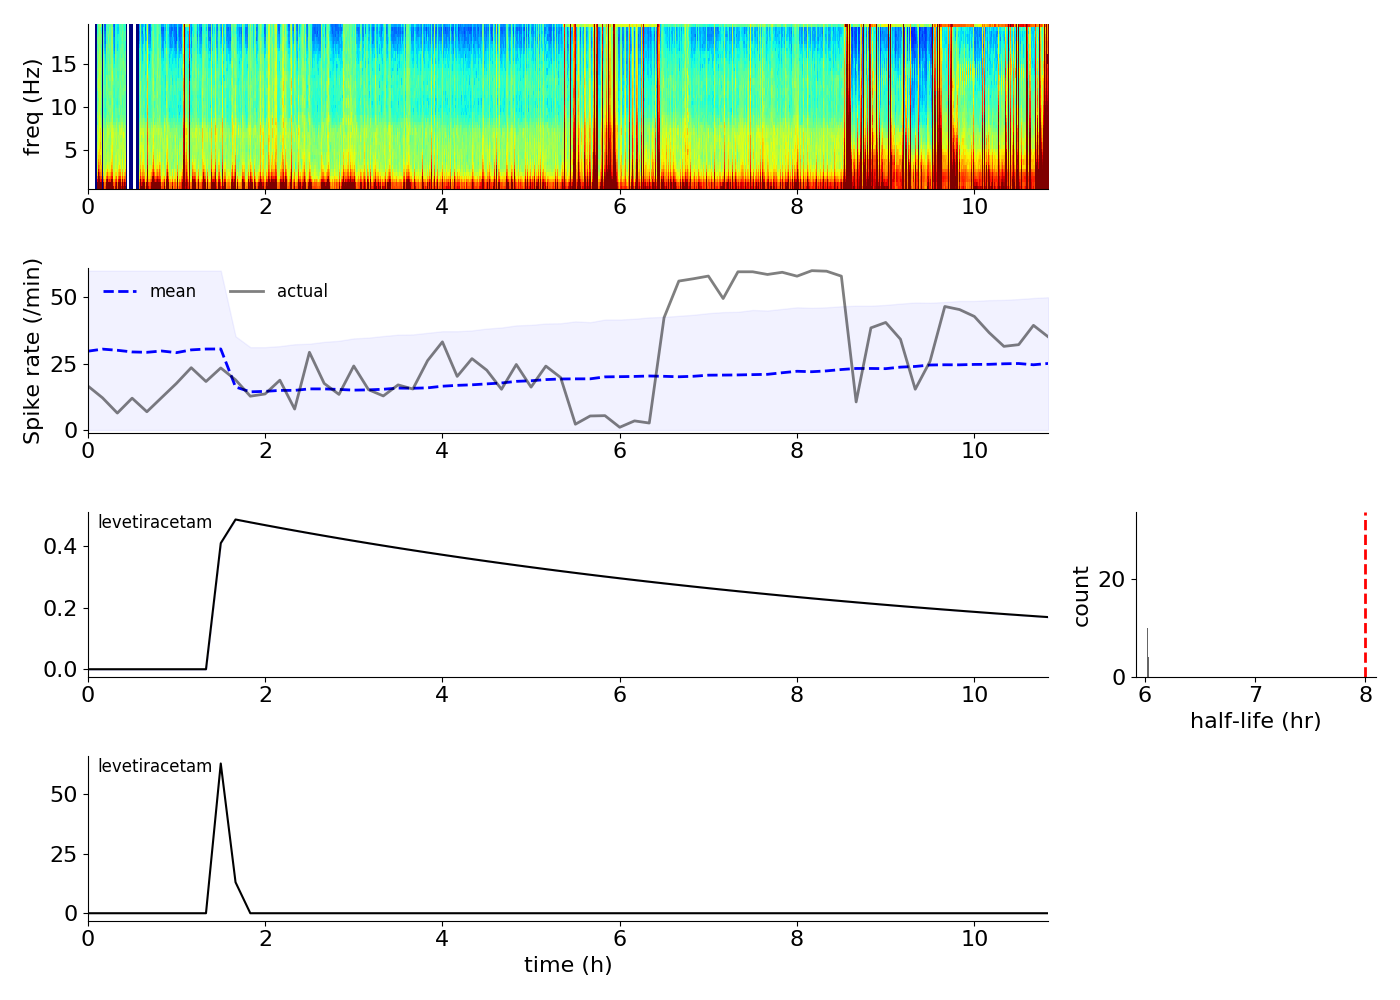 freq (Hz)
15
10
5
0 2 4 6 8 10
Spike rate (/min)
50
25
0
mean actual
0 2 4 6 8 10
levetiracetam
0.4
0.2
0.0
0 2 4 6 8 10
count
20
0
6 7 8
half-life (hr)
levetiracetam
50
25
0
0 2 4 6 8 10
time (h)